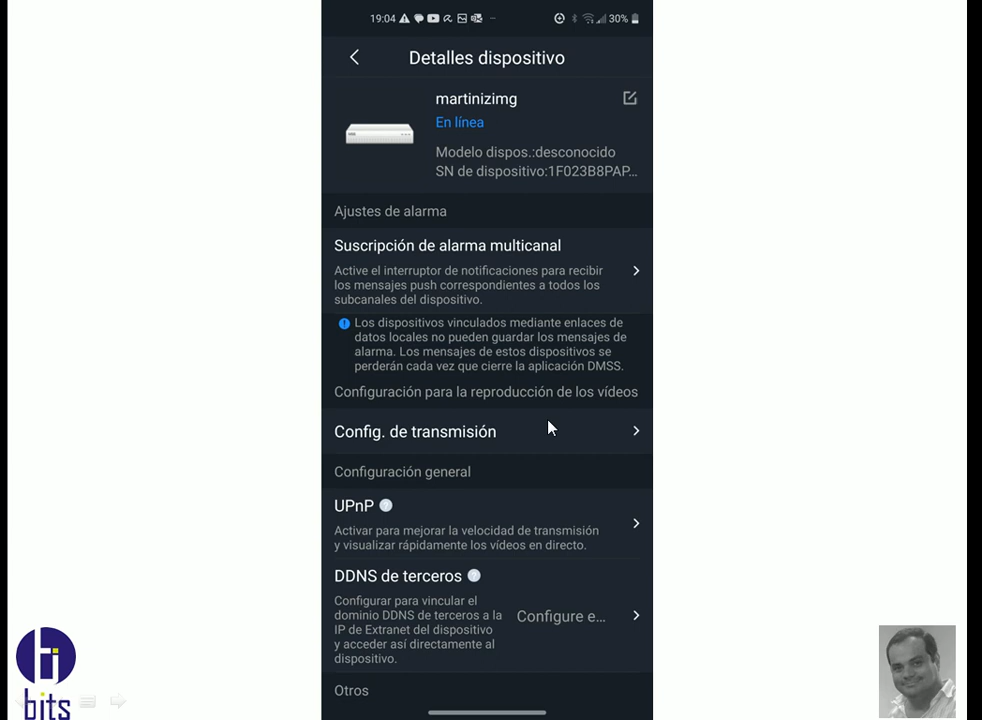 19:04
30%
Detalles dispositivo
martinizimg
En línea
Modelo dispos.:desconocido
SN de dispositivo:1F023B8PAP...
Ajustes de alarma
Suscripción de alarma multicanal
Active el interruptor de notificaciones para recibir
los mensajes push correspondientes a todos los
subcanales del dispositivo.
Los dispositivos vinculados mediante enlaces de
datos locales no pueden guardar los mensajes de
alarma. Los mensajes de estos dispositivos se
perderán cada vez que cierre la aplicación DMSS.
Configuración para la reproducción de los vídeos
Config. de transmisión
Configuración general
UPnP
Activar para mejorar la velocidad de transmisión
y visualizar rápidamente los vídeos en directo.
DDNS de terceros
Configurar para vincular el
dominio DDNS de terceros a la
IP de Extranet del dispositivo
y acceder así directamente al
dispositivo.
Configure e...
Otros
hi
bits